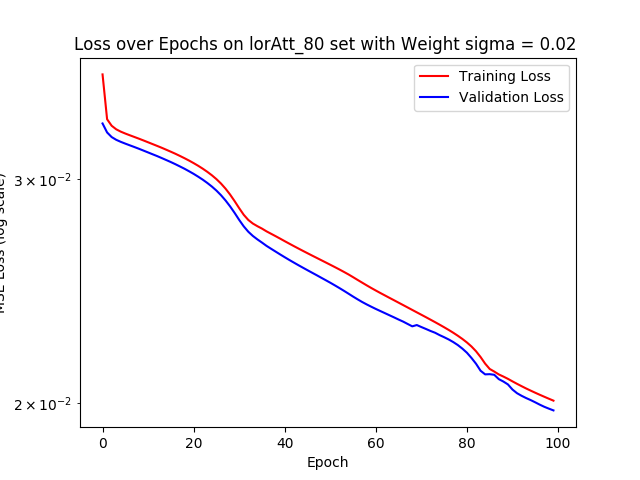 Loss over Epochs on lorAtt_80 set with Weight sigma = 0.02
Training Loss
Validation Loss
3 × 10⁻²
2 × 10⁻²
Loss (log scale)
0 20 40 60 80 100
Epoch